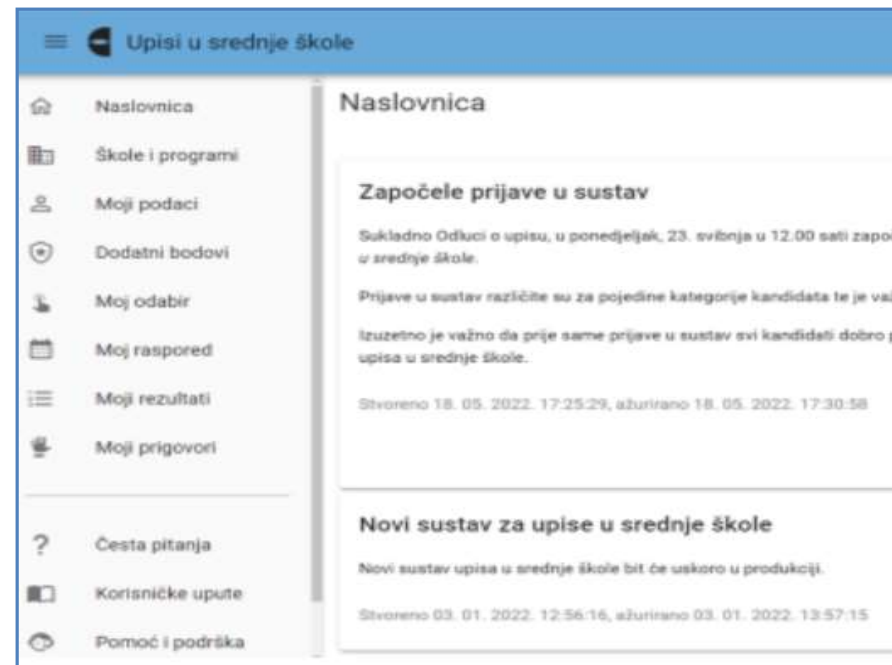 Upisi u srednje škole
Naslovnica
Škole i programi
Moji podaci
Dodatni bodovi
Moj odabir
Moj raspored
Moji rezultati
Moji prigovori
Česta pitanja
Korisničke upute
Pomoć i podrška
Naslovnica
Započele prijave u sustav
Sukladno Odluci o upisu, u ponedjeljak, 23. svibnja u 12.00 sati
u srednje škole.
Prijave u sustav različite su za pojedine kategorije kandidata te je
Izuzetno je važno da prije same prijave u sustav svi kandidati dobro
upisa u srednje škole.
Stvoreno 18. 05. 2022. 17:25:29, ažurirano 18. 05. 2022. 17:30:58
Novi sustav za upise u srednje škole
Novi sustav upisa u srednje škole bit će uskoro u produkciji.
Stvoreno 03. 01. 2022. 12:56:16, ažurirano 03. 01. 2022. 13:57:15